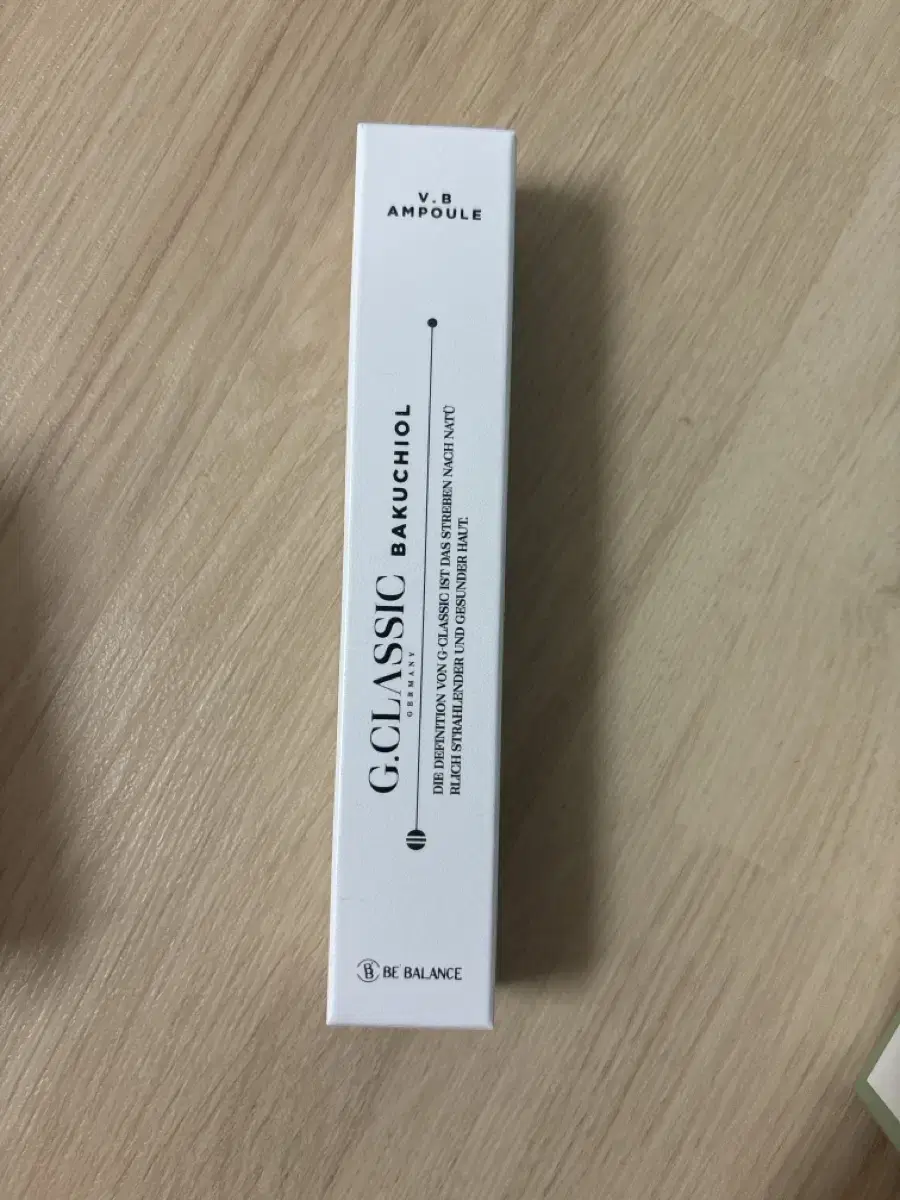 V.B
AMPOULE
G.CLASSIC BAKUCHIOL
GERMANY
DIE DEFINITION VON G-CLASSIC IST DAS STREBEN NACH NATÜ
RLICH STRAHLENDER UND GESUNDER HAUT.
BE BALANCE